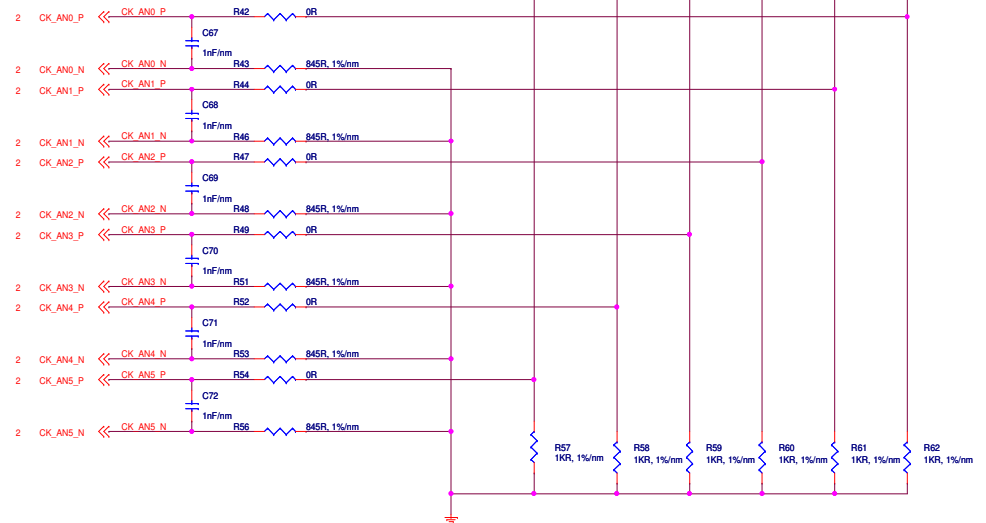 2 CK_AN0_P CK_AN0_P R42 0R
C67
1nF/nm
2 CK_AN0_N R43 845R, 1%/nm
2 CK_AN1_P CK_AN1_P R44 0R
C68
1nF/nm
2 CK_AN1_N CK_AN1_N R46 845R, 1%/nm
2 CK_AN2_P CK_AN2_P R47 0R
C69
1nF/nm
2 CK_AN2_N CK_AN2_N R48 845R, 1%/nm
2 CK_AN3_P CK_AN3_P R49 0R
C70
1nF/nm
2 CK_AN3_N CK_AN3_N R51 845R, 1%/nm
2 CK_AN4_P CK_AN4_P R52 0R
C71
1nF/nm
2 CK_AN4_N CK_AN4_N R53 845R, 1%/nm
2 CK_AN5_P CK_AN5_P R54 0R
C72
1nF/nm
2 CK_AN5_N CK_AN5_N R56 845R, 1%/nm
R57 R58 R59 R60 R61 R62
1KR, 1%/nm 1KR, 1%/nm 1KR, 1%/nm 1KR, 1%/nm 1KR, 1%/nm 1KR, 1%/nm